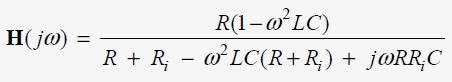 H(jω) = R(1−ω²LC) / (R + Rᵢ − ω²LC(R+Rᵢ) + jωRRᵢC)